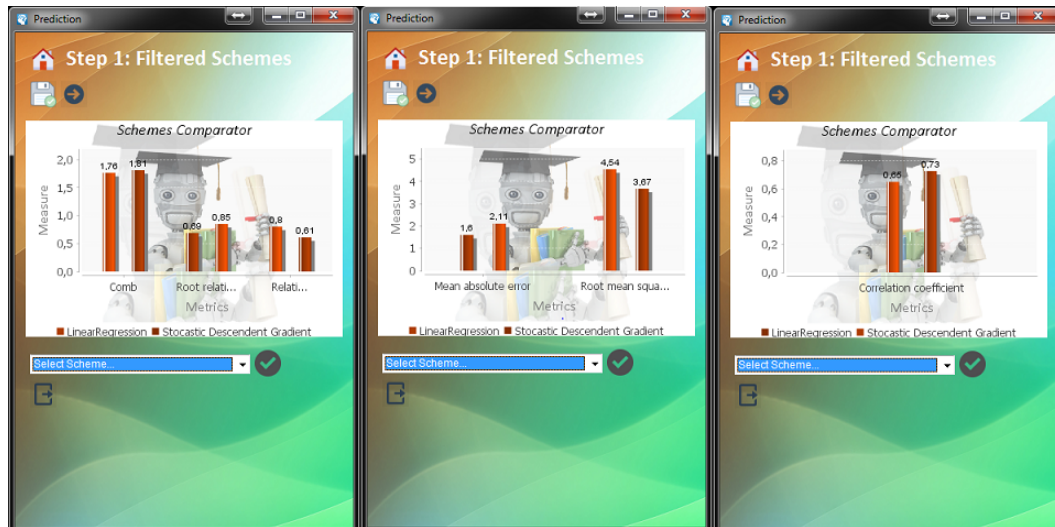 Prediction
Step 1: Filtered Schemes
Schemes Comparator
Measure
2,0
1,5
1,0
0,5
0,0
1,76
1,81
0,69
0,85
0,8
0,61
Comb Root relati... Relati...
Metrics
LinearRegression Stocastic Descendent Gradient
Select Scheme...
Prediction
Step 1: Filtered Schemes
Schemes Comparator
Measure
5
4
3
2
1
0
1,6
2,11
4,54
3,67
Mean absolute error Root mean squa...
Metrics
LinearRegression Stocastic Descendent Gradient
Select Scheme...
Prediction
Step 1: Filtered Schemes
Schemes Comparator
Measure
0,8
0,6
0,4
0,2
0,0
0,65
0,73
Correlation coefficient
Metrics
LinearRegression Stocastic Descendent Gradient
Select Scheme...